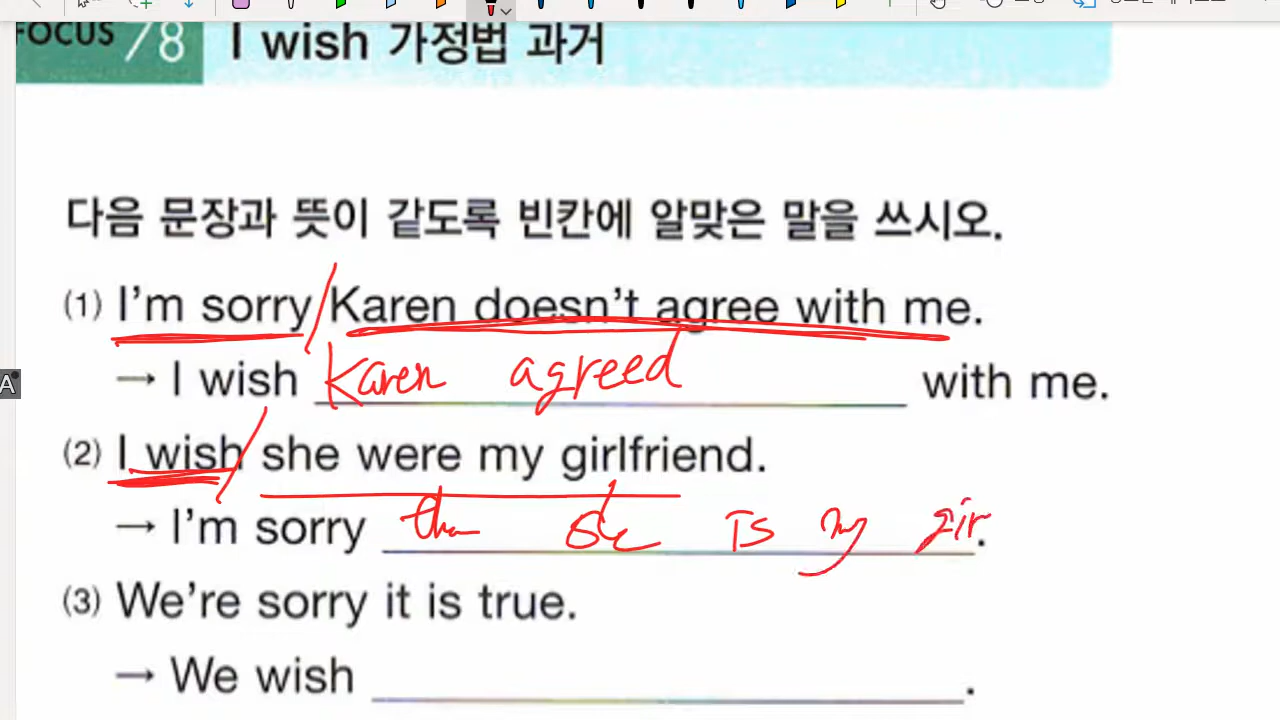 FOCUS 78 I wish 가정법 과거
다음 문장과 뜻이 같도록 빈칸에 알맞은 말을 쓰시오.
(1) I'm sorry Karen doesn't agree with me.
→ I wish Karen agreed with me.
(2) I wish she were my girlfriend.
→ I'm sorry she is my gir.
(3) We're sorry it is true.
→ We wish .